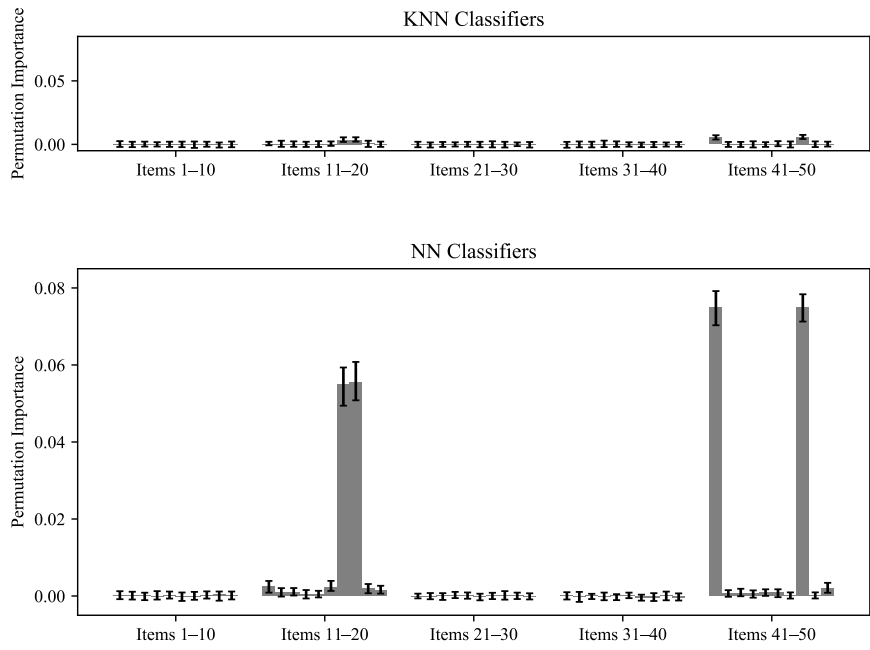 KNN Classifiers
Permutation Importance
0.05
0.00
Items 1–10 Items 11–20 Items 21–30 Items 31–40 Items 41–50
NN Classifiers
Permutation Importance
0.08
0.06
0.04
0.02
0.00
Items 1–10 Items 11–20 Items 21–30 Items 31–40 Items 41–50